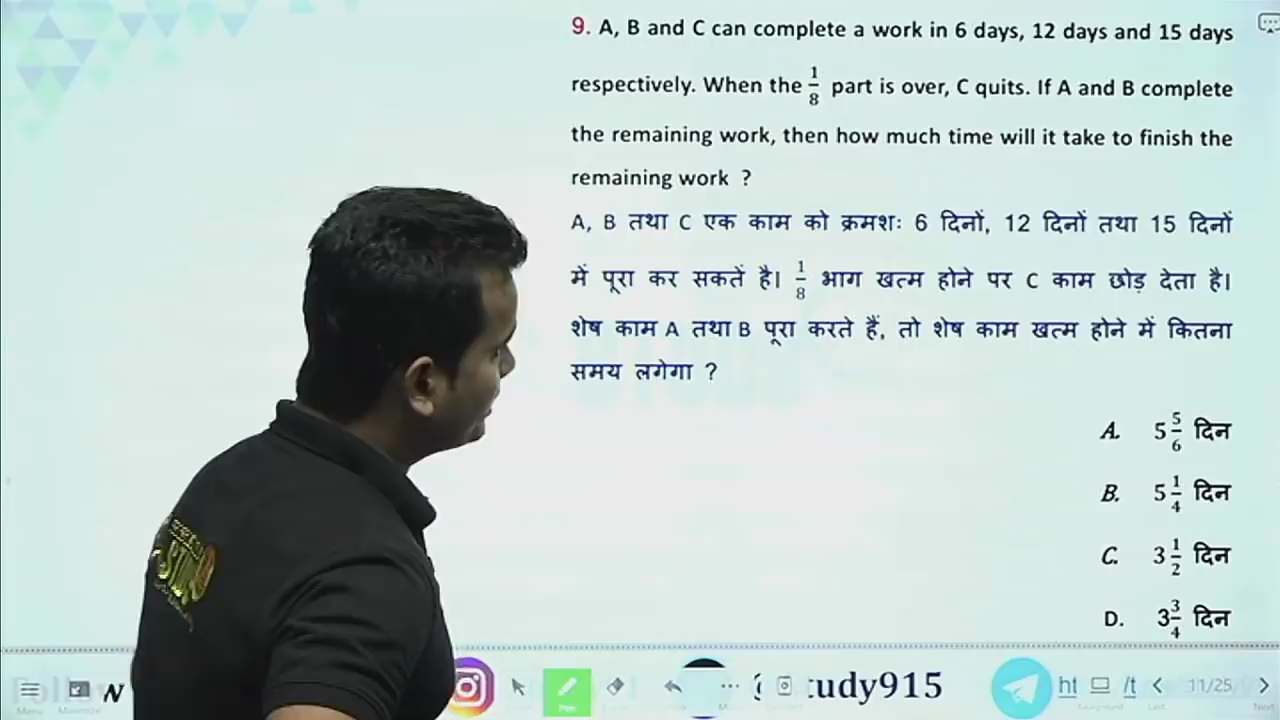 9. A, B and C can complete a work in 6 days, 12 days and 15 days
respectively. When the 1/8 part is over, C quits. If A and B complete
the remaining work, then how much time will it take to finish the
remaining work ?
A, B तथा C एक काम को क्रमशः 6 दिनों, 12 दिनों तथा 15 दिनों
में पूरा कर सकतें है। 1/8 भाग खत्म होने पर C काम छोड़ देता है।
शेष काम A तथा B पूरा करते हैं, तो शेष काम खत्म होने में कितना
समय लगेगा ?
A. 5 5/6 दिन
B. 5 1/4 दिन
C. 3 1/2 दिन
D. 3 3/4 दिन
tudy915
ht /t 11/25
Menu